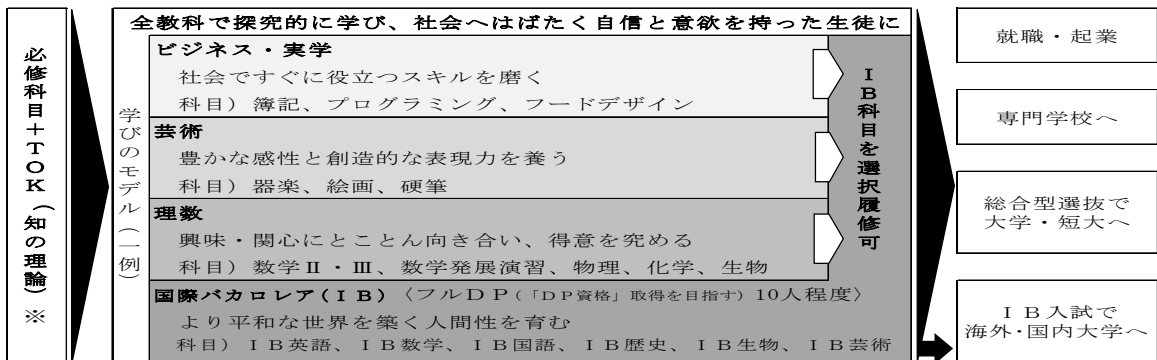 必修科目＋TOK（知の理論）※
全教科で探究的に学び、社会へはばたく自信と意欲を持った生徒に
学びのモデル（一例）
ビジネス・実学
社会ですぐに役立つスキルを磨く
科目）簿記、プログラミング、フードデザイン
芸術
豊かな感性と創造的な表現力を養う
科目）器楽、絵画、硬筆
理数
興味・関心にとことん向き合い、得意を究める
科目）数学Ⅱ・Ⅲ、数学発展演習、物理、化学、生物
国際バカロレア(ＩＢ)〈フルＤＰ(「ＤＰ資格」取得を目指す)10人程度〉
より平和な世界を築く人間性を育む
科目）ＩＢ英語、ＩＢ数学、ＩＢ国語、ＩＢ歴史、ＩＢ生物、ＩＢ芸術
ＩＢ科目を選択履修可
就職・起業
専門学校へ
総合型選抜で
大学・短大へ
ＩＢ入試で
海外・国内大学へ